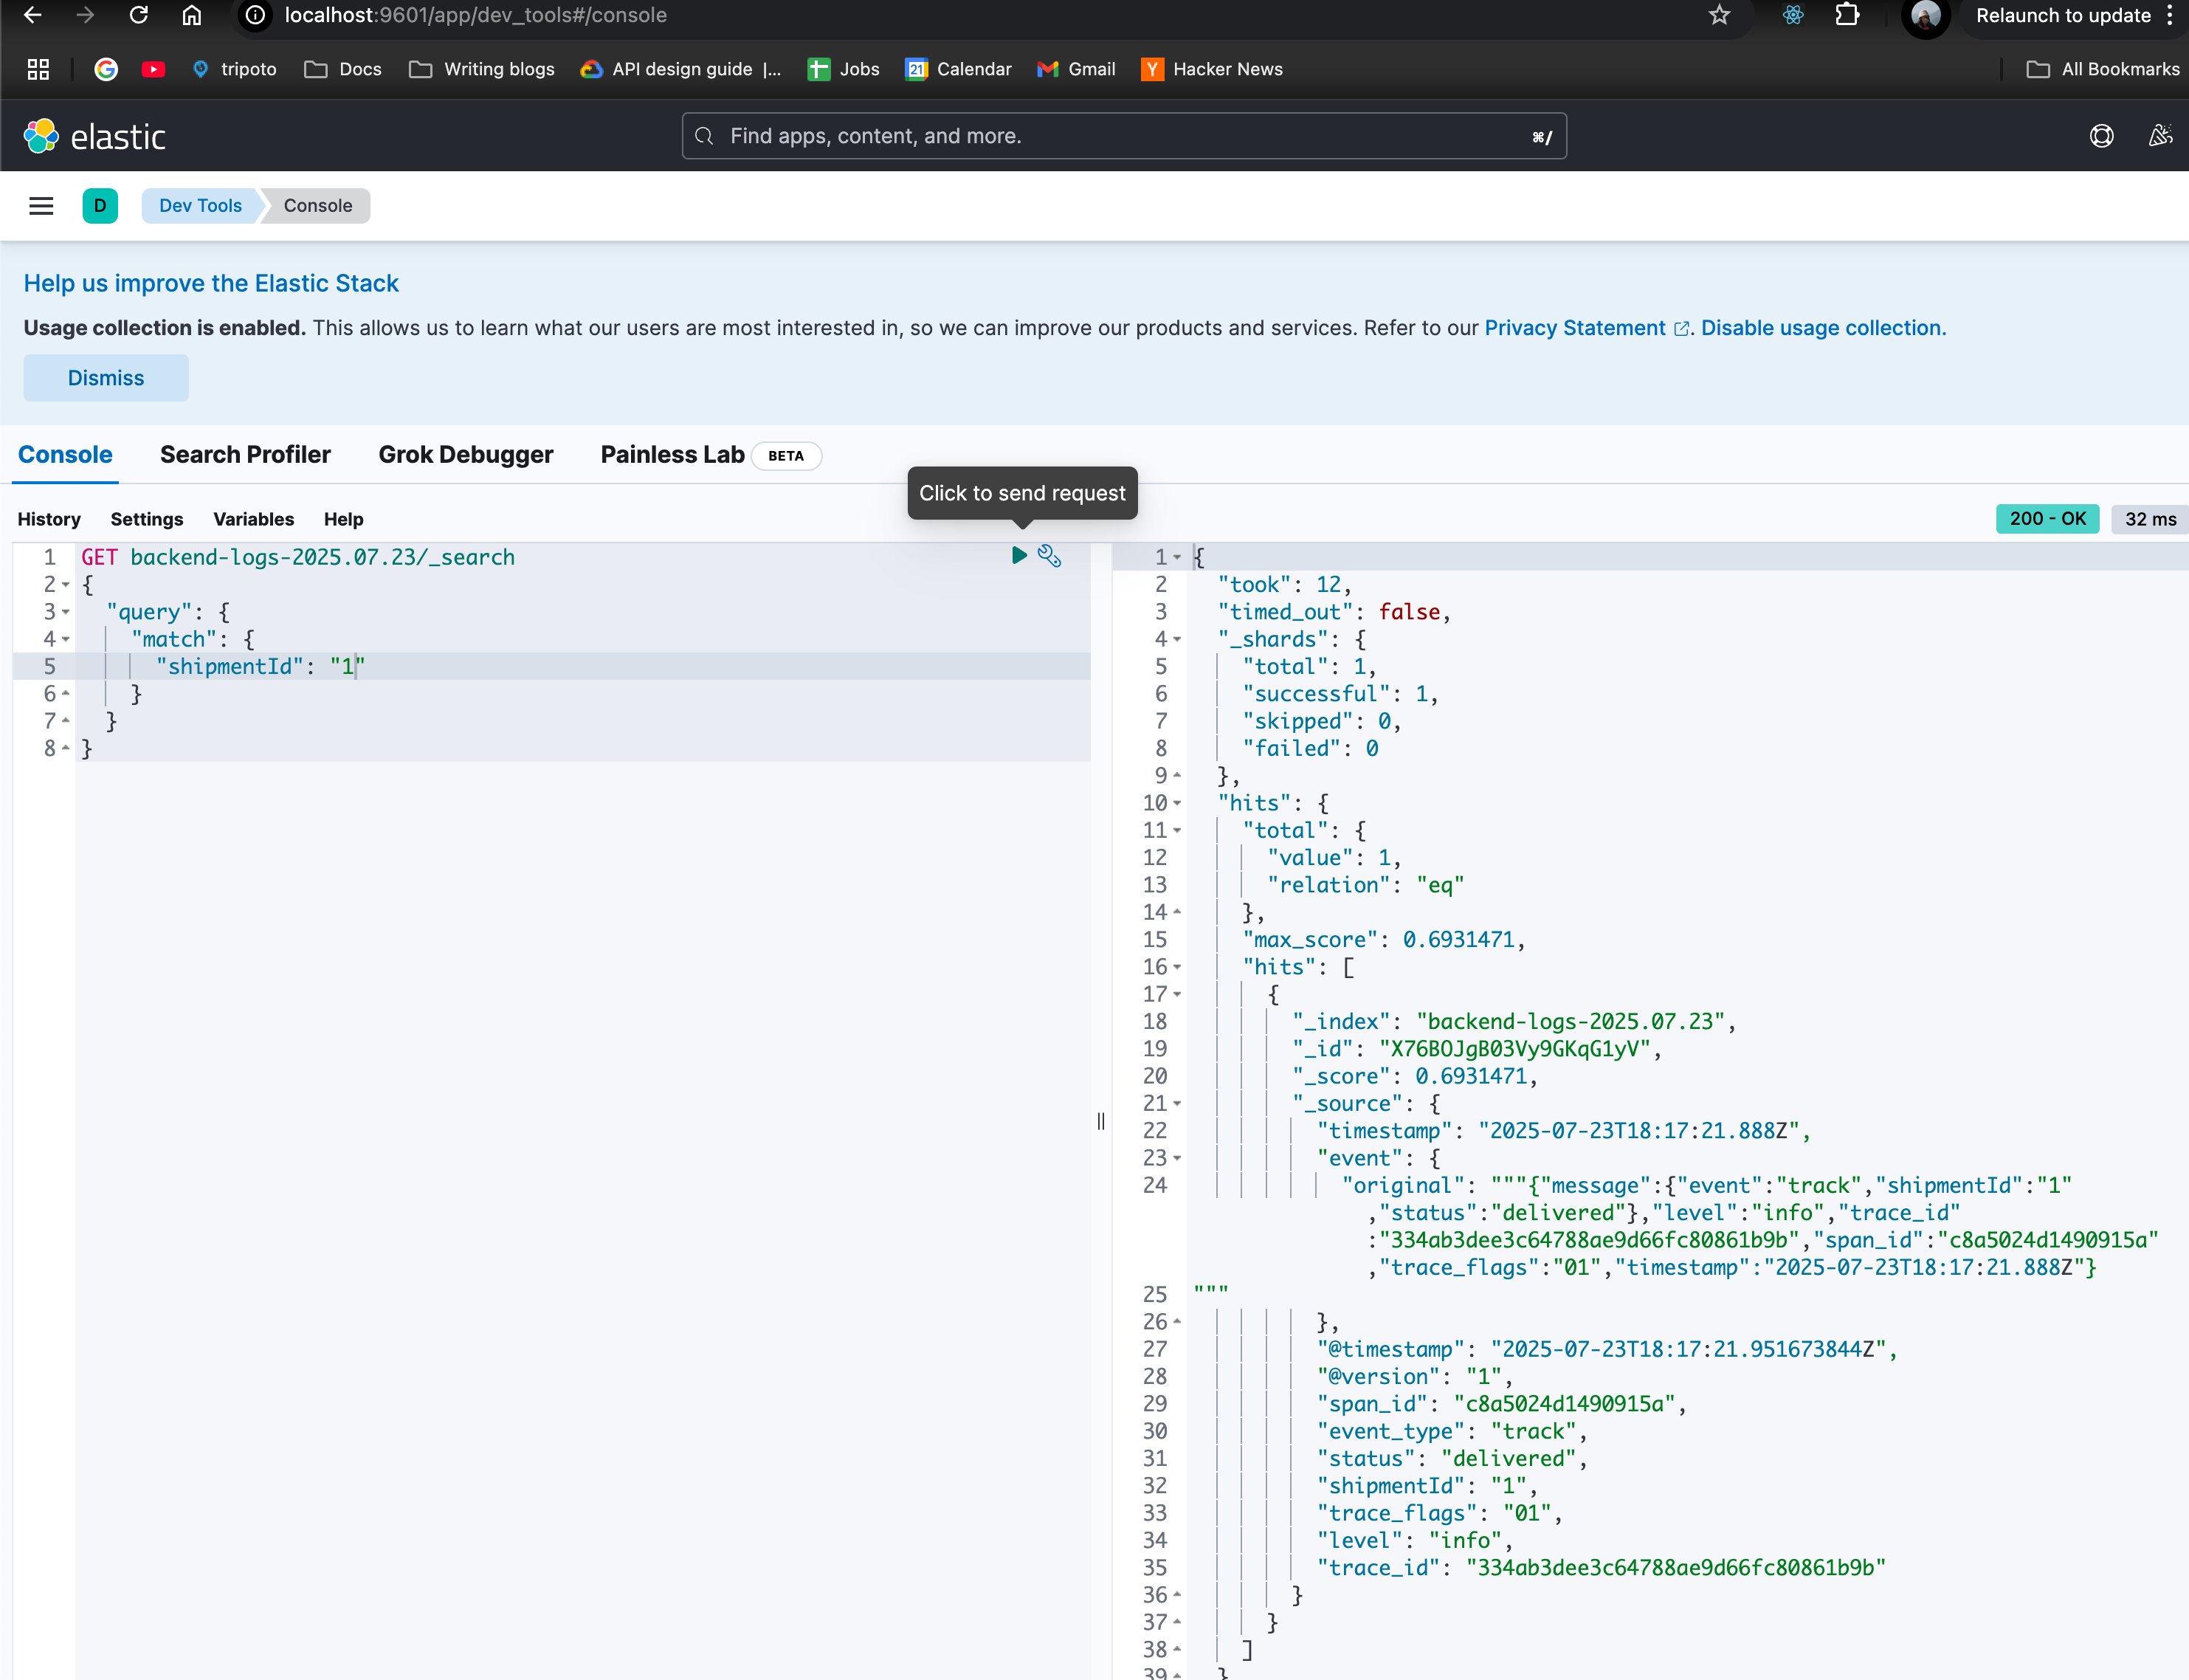 localhost:9601/app/dev_tools#/console
Relaunch to update
tripoto
Docs
Writing blogs
API design guide |...
Jobs
21
Calendar
Gmail
Y
Hacker News
All Bookmarks
elastic
Find apps, content, and more.
⌘/
D
Dev Tools
Console
Help us improve the Elastic Stack
Usage collection is enabled. This allows us to learn what our users are most interested in, so we can improve our products and services. Refer to our Privacy Statement. Disable usage collection.
Dismiss
Console
Search Profiler
Grok Debugger
Painless Lab
BETA
Click to send request
History
Settings
Variables
Help
200 - OK
32 ms
1 GET backend-logs-2025.07.23/_search
2 {
3 "query": {
4 "match": {
5 "shipmentId": "1"
6 }
7 }
8 }
1 {
2 "took": 12,
3 "timed_out": false,
4 "_shards": {
5 "total": 1,
6 "successful": 1,
7 "skipped": 0,
8 "failed": 0
9 },
10 "hits": {
11 "total": {
12 "value": 1,
13 "relation": "eq"
14 },
15 "max_score": 0.6931471,
16 "hits": [
17 {
18 "_index": "backend-logs-2025.07.23",
19 "_id": "X76BOJgB03Vy9GKqG1yV",
20 "_score": 0.6931471,
21 "_source": {
22 "timestamp": "2025-07-23T18:17:21.888Z",
23 "event": {
24 "original": """{"message":{"event":"track","shipmentId":"1"
,"status":"delivered"},"level":"info","trace_id"
:"334ab3dee3c64788ae9d66fc80861b9b","span_id":"c8a5024d1490915a"
,"trace_flags":"01","timestamp":"2025-07-23T18:17:21.888Z"}
25 """
26 },
27 "@timestamp": "2025-07-23T18:17:21.951673844Z",
28 "@version": "1",
29 "span_id": "c8a5024d1490915a",
30 "event_type": "track",
31 "status": "delivered",
32 "shipmentId": "1",
33 "trace_flags": "01",
34 "level": "info",
35 "trace_id": "334ab3dee3c64788ae9d66fc80861b9b"
36 }
37 }
38 ]
39 }